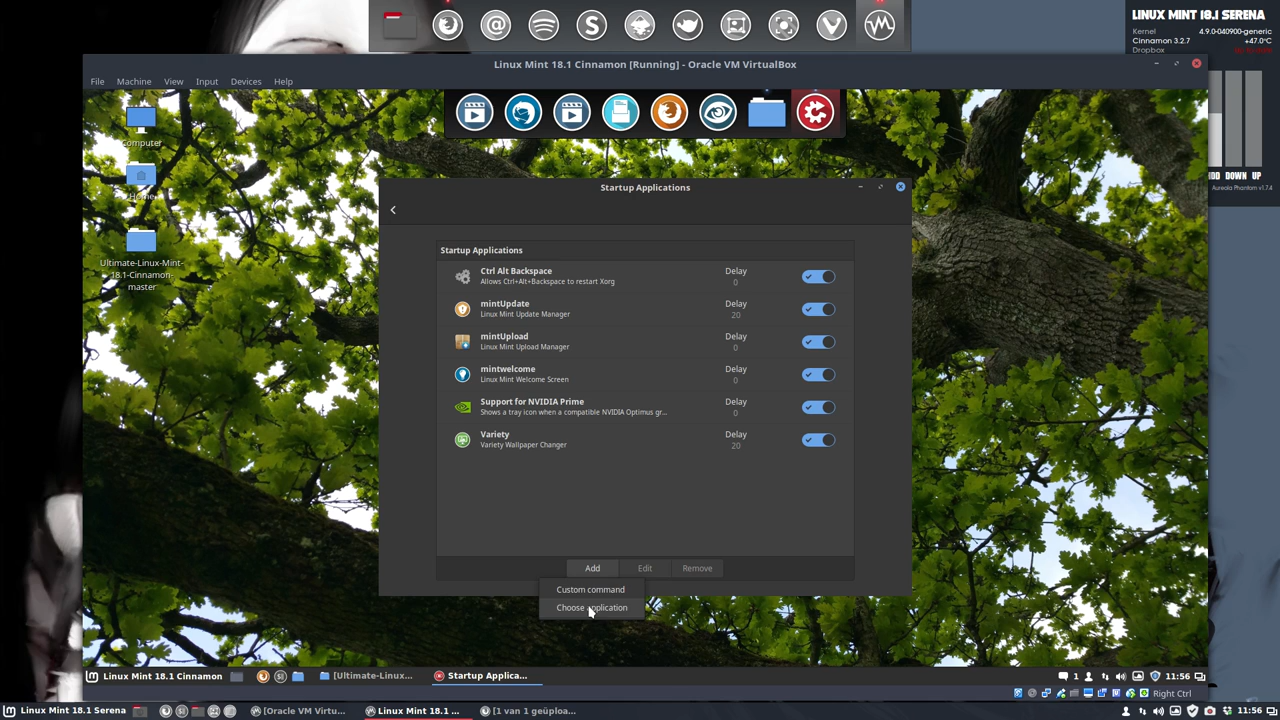 LINUX MINT 18.1 SERENA
Kernel 4.9.0-040900-generic
Cinnamon 3.2.7 +47.0°C
Dropbox
Linux Mint 18.1 Cinnamon [Running] - Oracle VM VirtualBox
File Machine View Input Devices Help
Computer
Home
Ultimate-Linux-Mint-
18.1-Cinnamon-
master
DOWN UP
Aureola Phantom v1.7.4
Startup Applications
Startup Applications
Ctrl Alt Backspace Delay
Allows Ctrl+Alt+Backspace to restart Xorg 0
mintUpdate Delay
Linux Mint Update Manager 20
mintUpload Delay
Linux Mint Upload Manager 0
mintwelcome Delay
Linux Mint Welcome Screen 0
Support for NVIDIA Prime Delay
Shows a tray icon when a compatible NVIDIA Optimus gr... 0
Variety Delay
Variety Wallpaper Changer 20
Add Edit Remove
Custom command
Choose application
Linux Mint 18.1 Cinnamon [Ultimate-Linux... Startup Applica... 1 11:56
Right Ctrl
Linux Mint 18.1 Serena [Oracle VM Virtu... Linux Mint 18.1 ... [1 van 1 geüploa... 11:56